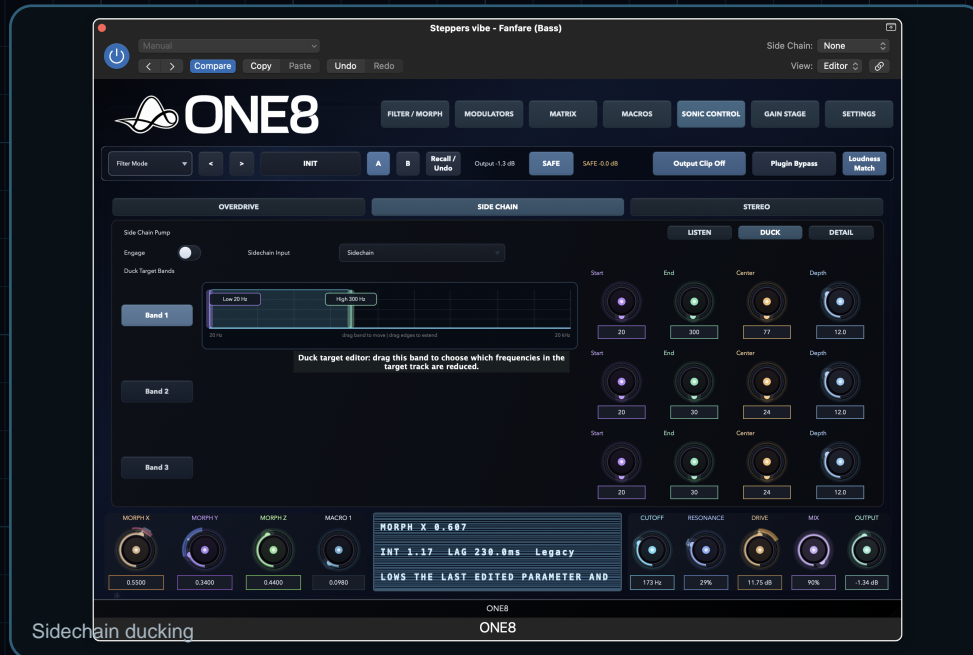 Steppers vibe - Fanfare (Bass)
Manual
Side Chain: None
Compare Copy Paste Undo Redo
View: Editor
ONE8
FILTER / MORPH MODULATORS MATRIX MACROS SONIC CONTROL GAIN STAGE SETTINGS
Filter Mode < > INIT A B Recall / Undo Output -1.3 dB SAFE SAFE -0.0 dB Output Clip Off Plugin Bypass Loudness Match
OVERDRIVE SIDE CHAIN STEREO
Side Chain Pump
LISTEN DUCK DETAIL
Engage Sidechain Input Sidechain
Duck Target Bands
Start End Center Depth
Band 1
Low 20 Hz High 300 Hz
20 300 77 12.0
20 Hz drag band to move | drag edges to extend 20 kHz
Duck target editor: drag this band to choose which frequencies in the
target track are reduced.
Start End Center Depth
Band 2
20 30 24 12.0
Start End Center Depth
Band 3
20 30 24 12.0
MORPH X MORPH Y MORPH Z MACRO 1
0.5500 0.3400 0.4400 0.0980
MORPH X 0.607
INT 1.17 LAG 230.0ms Legacy
LOWS THE LAST EDITED PARAMETER AND
CUTOFF RESONANCE DRIVE MIX OUTPUT
173 Hz 29% 11.75 dB 90% -1.34 dB
ONE8
ONE8
Sidechain ducking